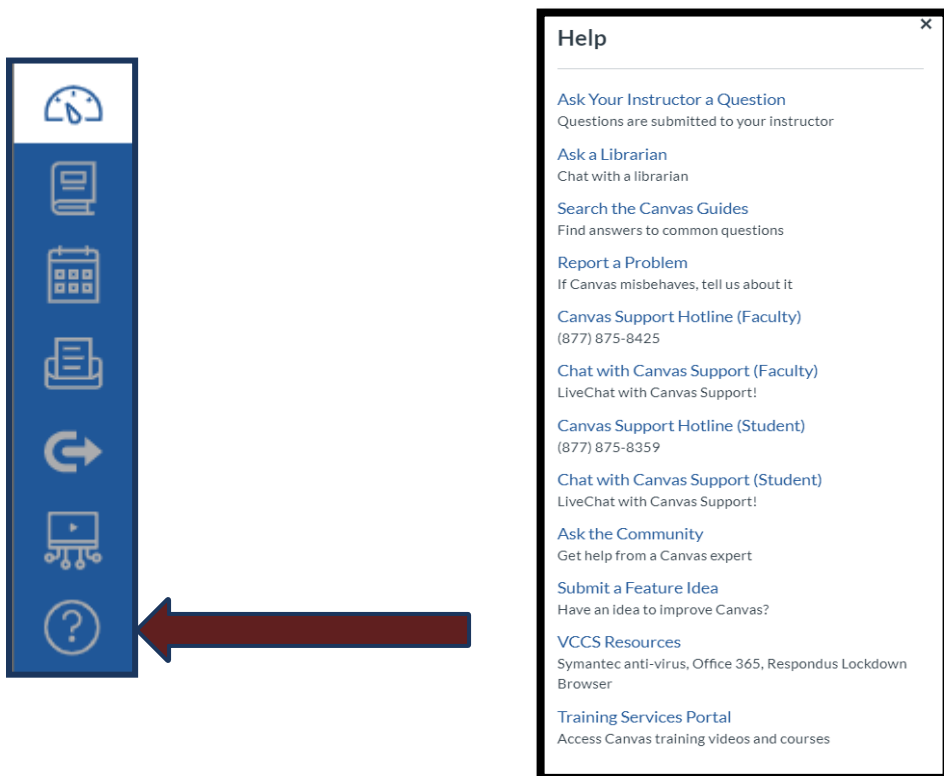 Help
×
Ask Your Instructor a Question
Questions are submitted to your instructor
Ask a Librarian
Chat with a librarian
Search the Canvas Guides
Find answers to common questions
Report a Problem
If Canvas misbehaves, tell us about it
Canvas Support Hotline (Faculty)
(877) 875-8425
Chat with Canvas Support (Faculty)
LiveChat with Canvas Support!
Canvas Support Hotline (Student)
(877) 875-8359
Chat with Canvas Support (Student)
LiveChat with Canvas Support!
Ask the Community
Get help from a Canvas expert
Submit a Feature Idea
Have an idea to improve Canvas?
VCCS Resources
Symantec anti-virus, Office 365, Respondus Lockdown
Browser
Training Services Portal
Access Canvas training videos and courses
?